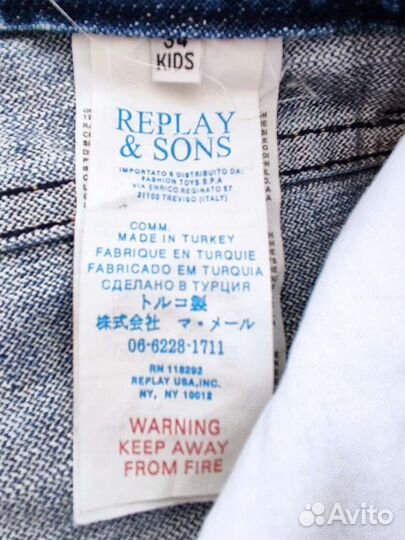 34
KIDS
REPLAY
& SONS
IMPORTATO E DISTRIBUITO DA:
FASHION TOYS S.P.A
VIA ENRICO REGINATO 57
31100 TREVISO (ITALY)
COMM.
MADE IN TURKEY
FABRIQUE EN TURQUIE
FABRICADO EM TURQUIA
СДЕЛАНО В ТУРЦИЯ
トルコ製
株式会社 マ・メール
06-6228-1711
RN 118292
REPLAY USA,INC.
NY, NY 10012
WARNING
KEEP AWAY
FROM FIRE
Avito